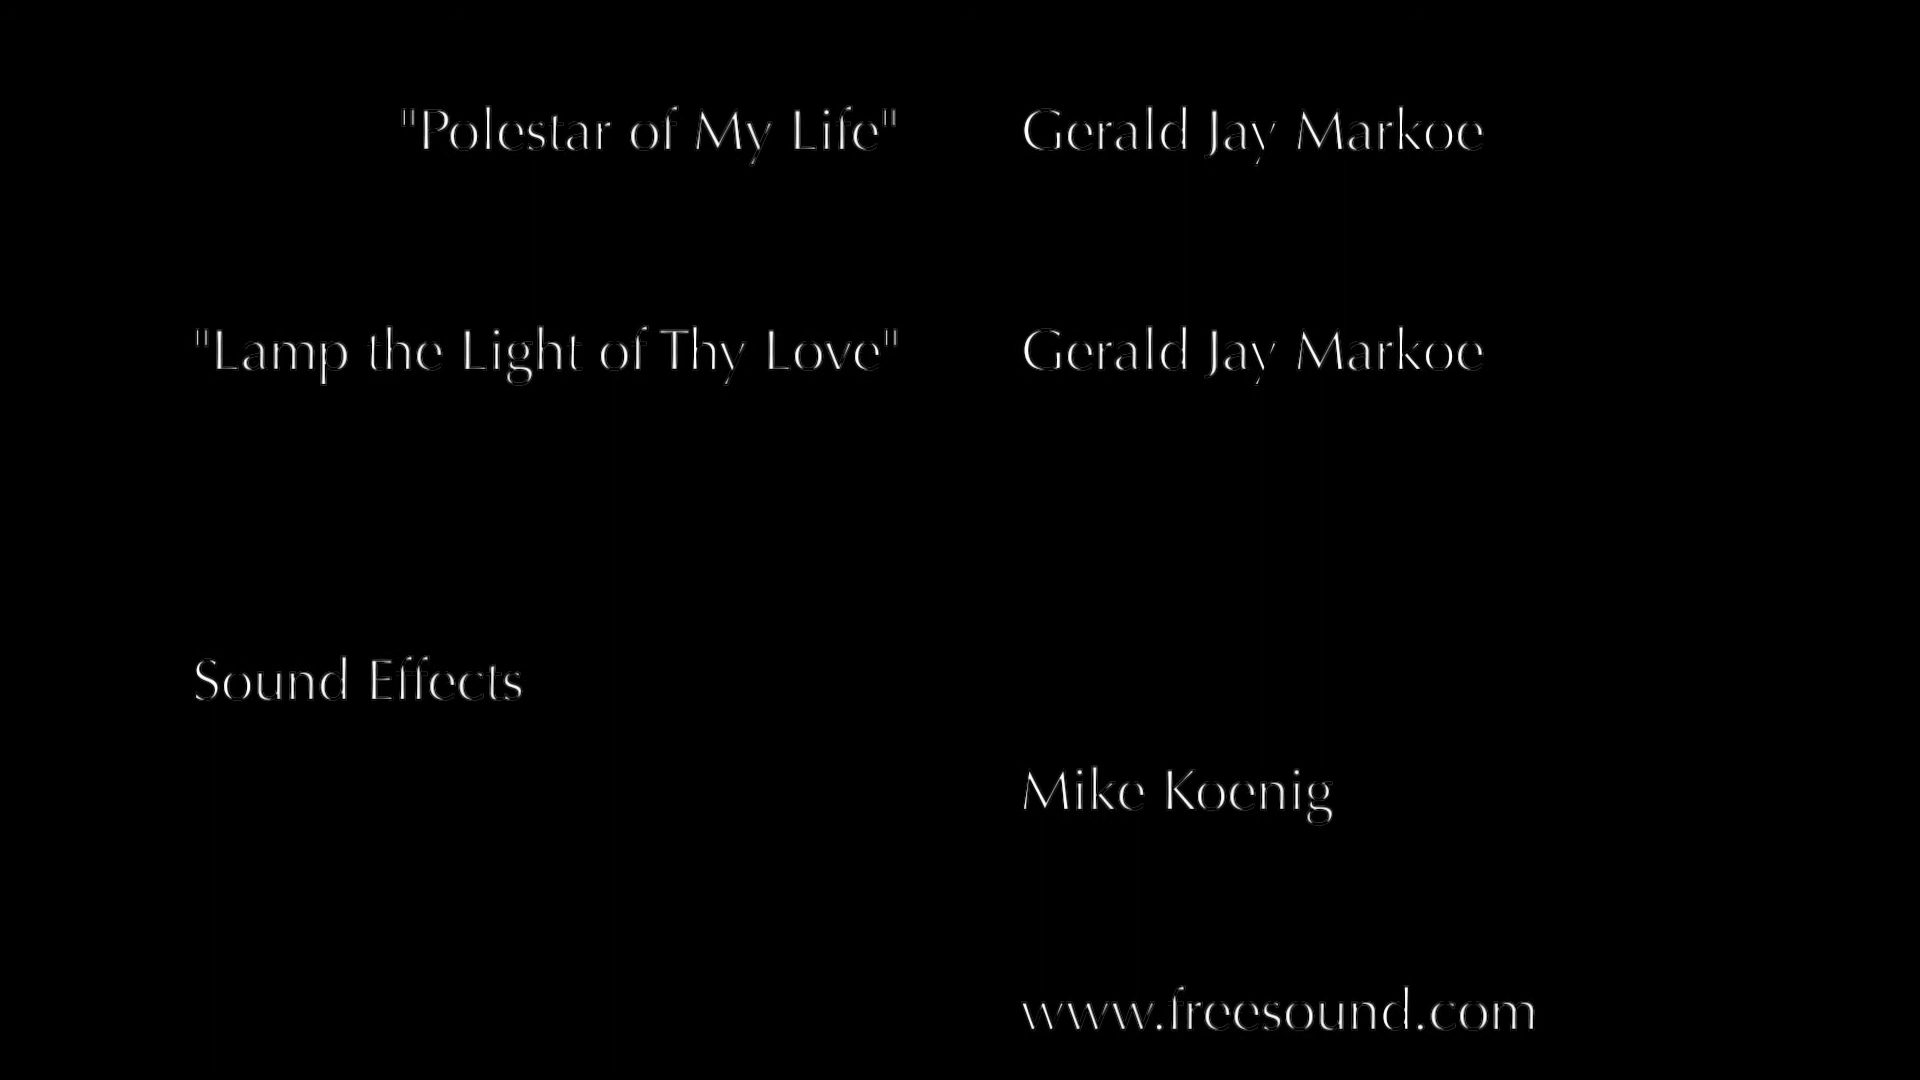 "Polestar of My Life" Gerald Jay Markoe
"Lamp the Light of Thy Love" Gerald Jay Markoe
Sound Effects
Mike Koenig
www.freesound.com